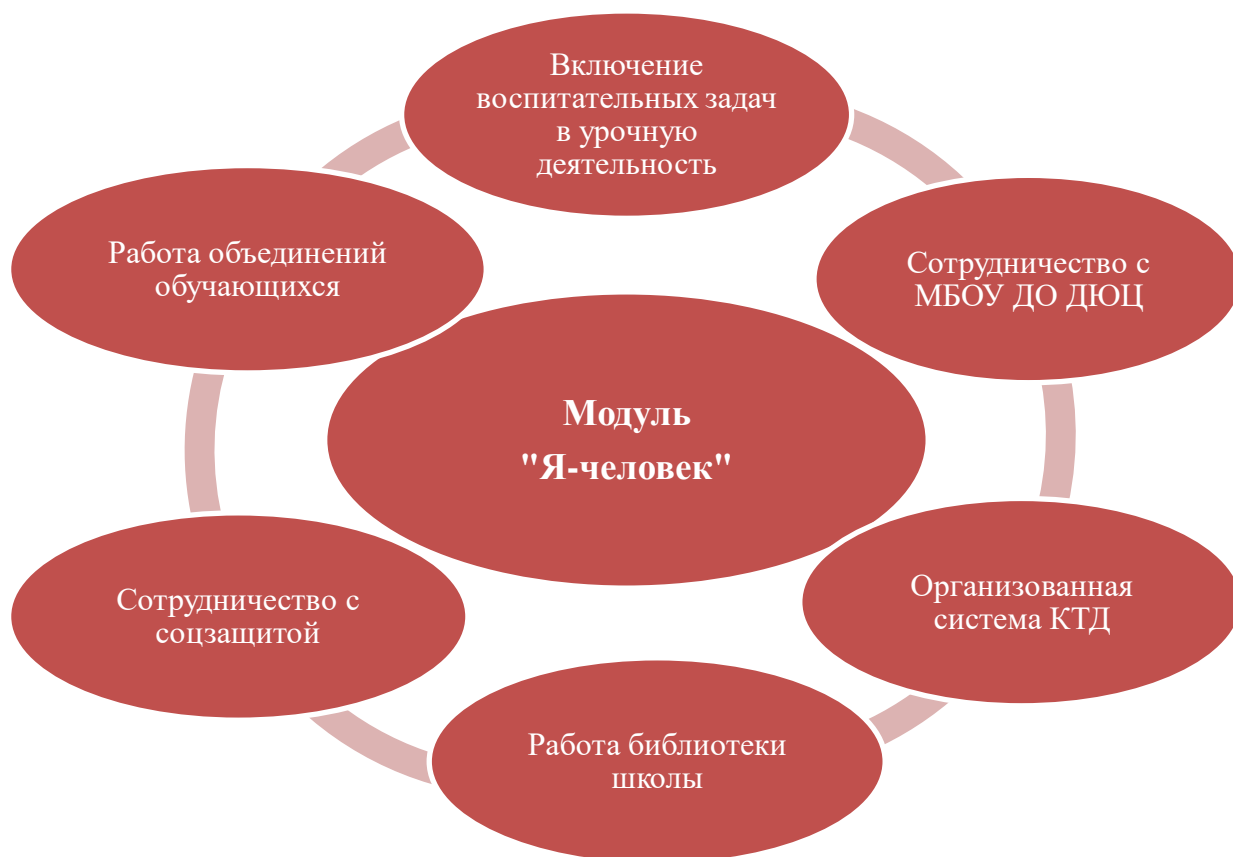 Включение
воспитательных задач
в урочную
деятельность
Сотрудничество с
МБОУ ДО ДЮЦ
Организованная
система КТД
Работа библиотеки
школы
Сотрудничество с
соцзащитой
Работа объединений
обучающихся
Модуль
"Я-человек"